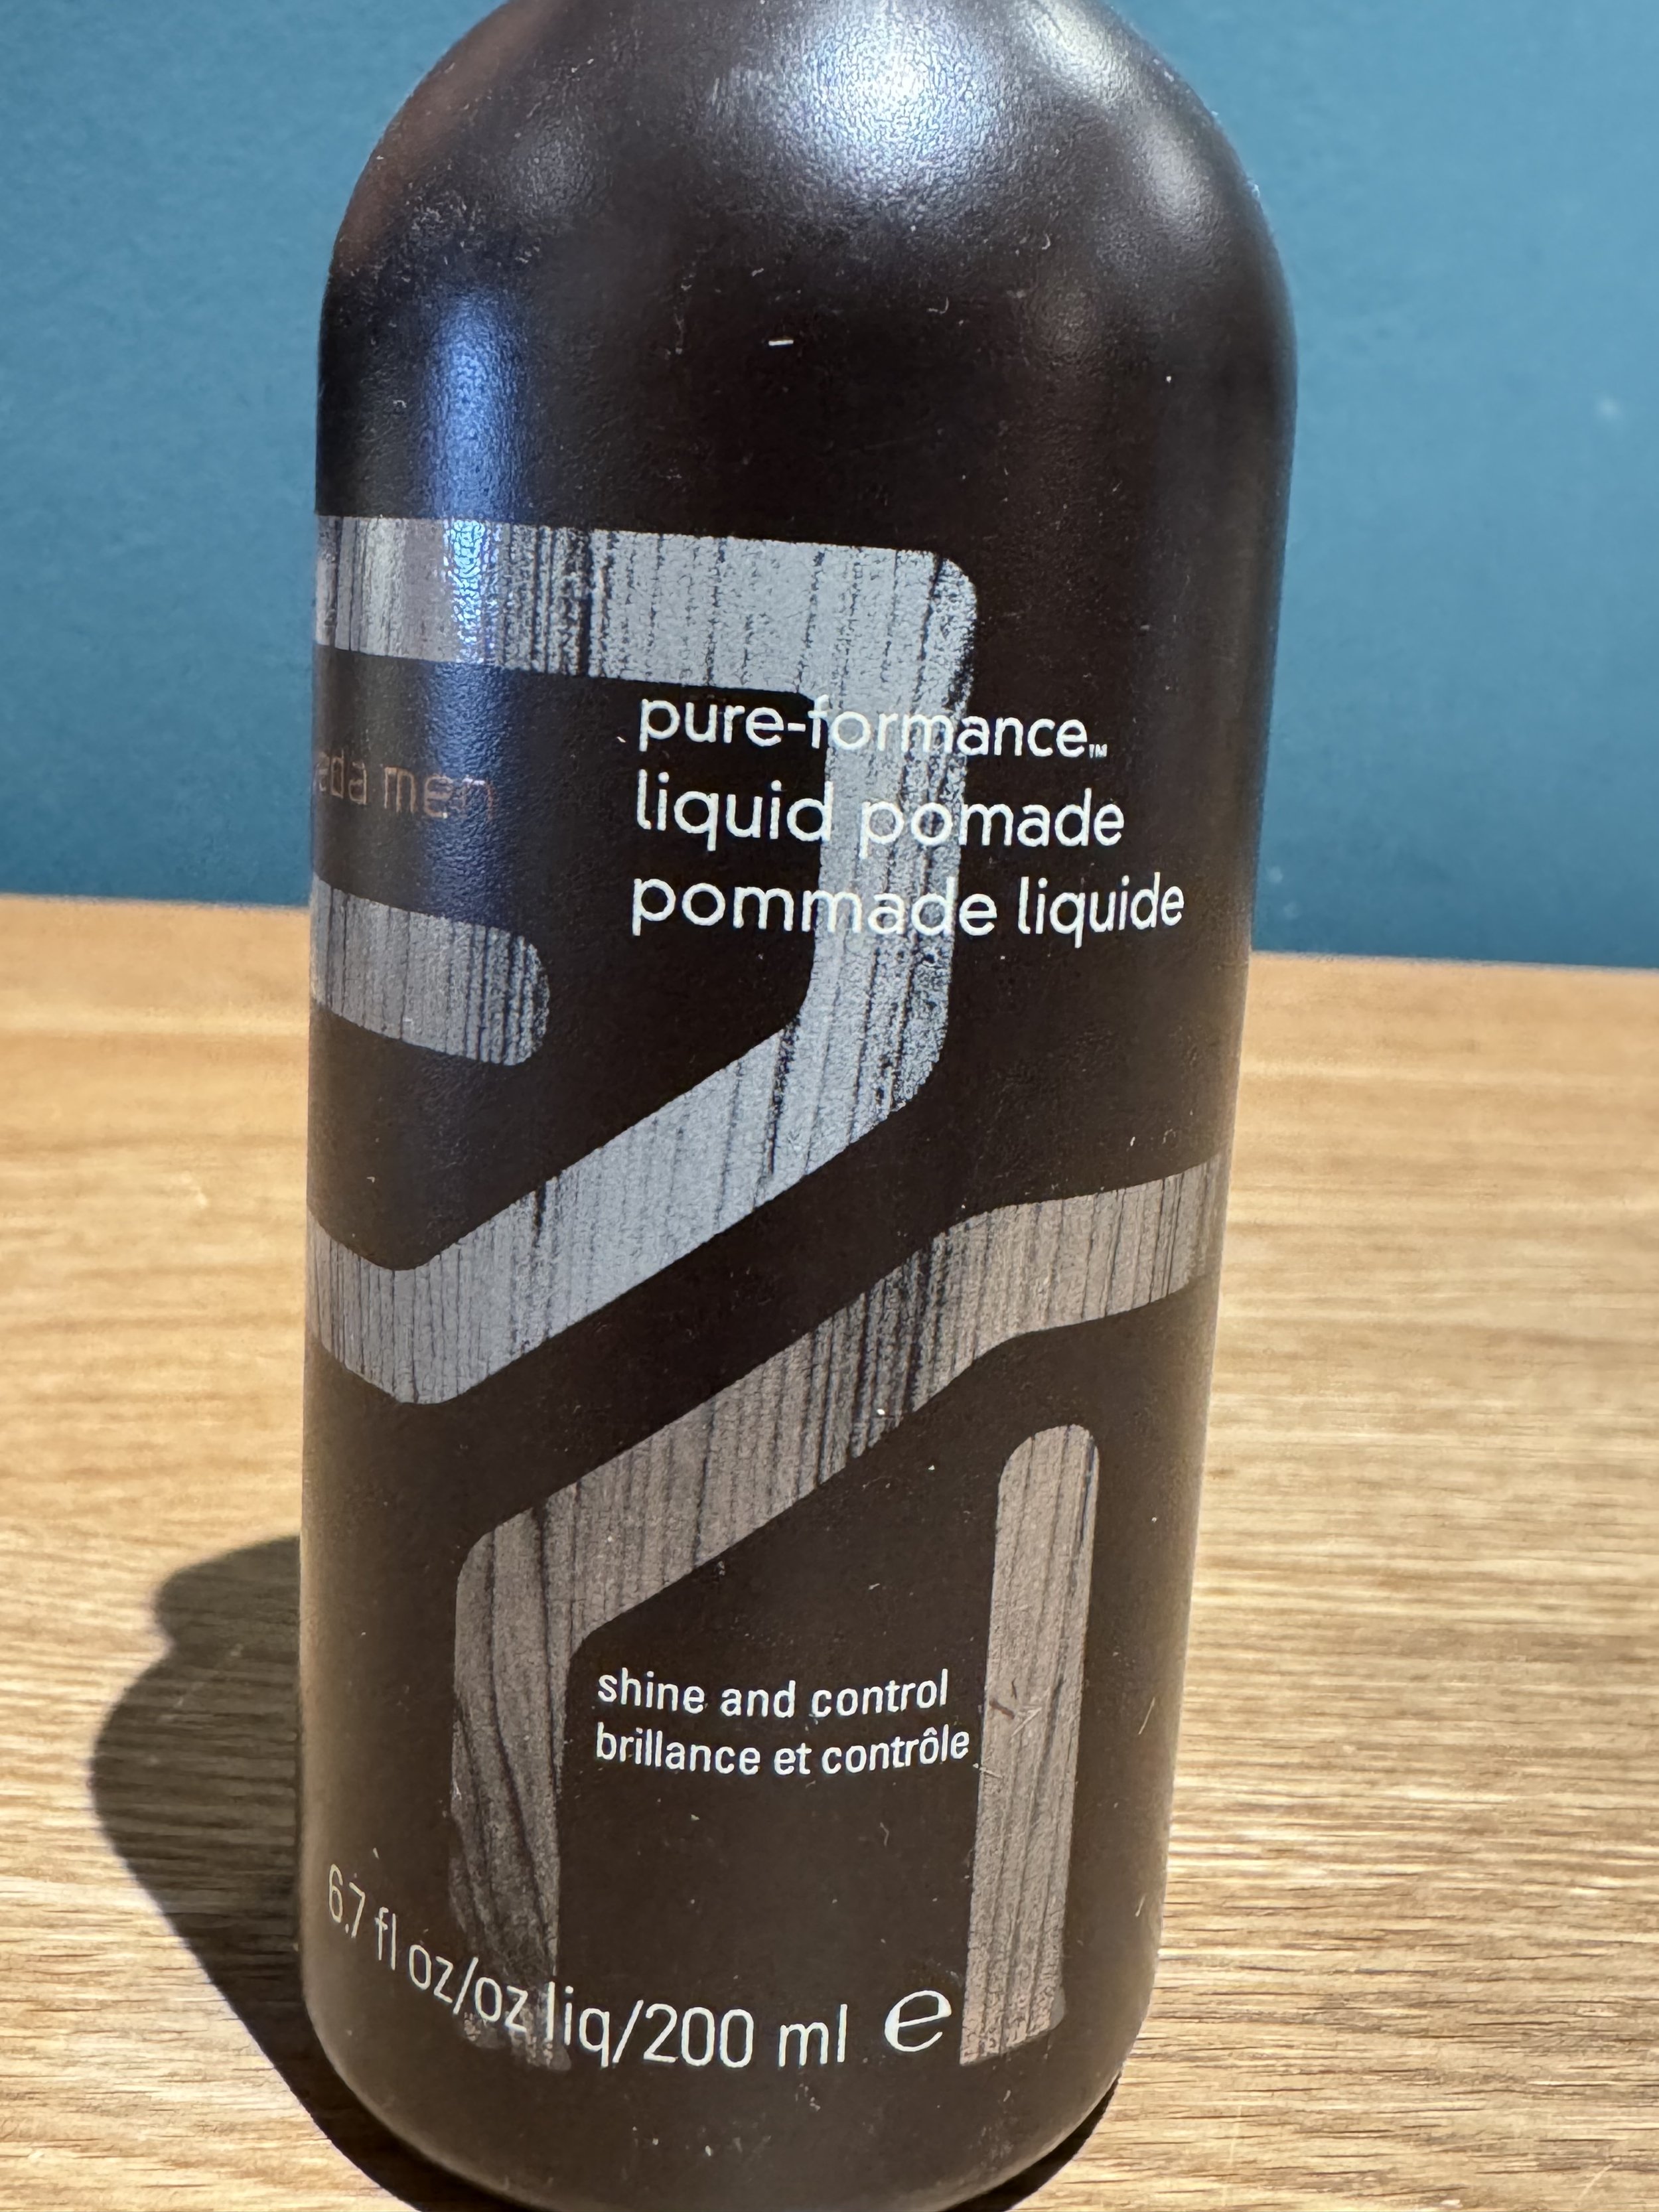 men
pure-formance™
liquid pomade
pommade liquide
shine and control
brillance et contrôle
6.7 fl oz/oz liq/200 ml e